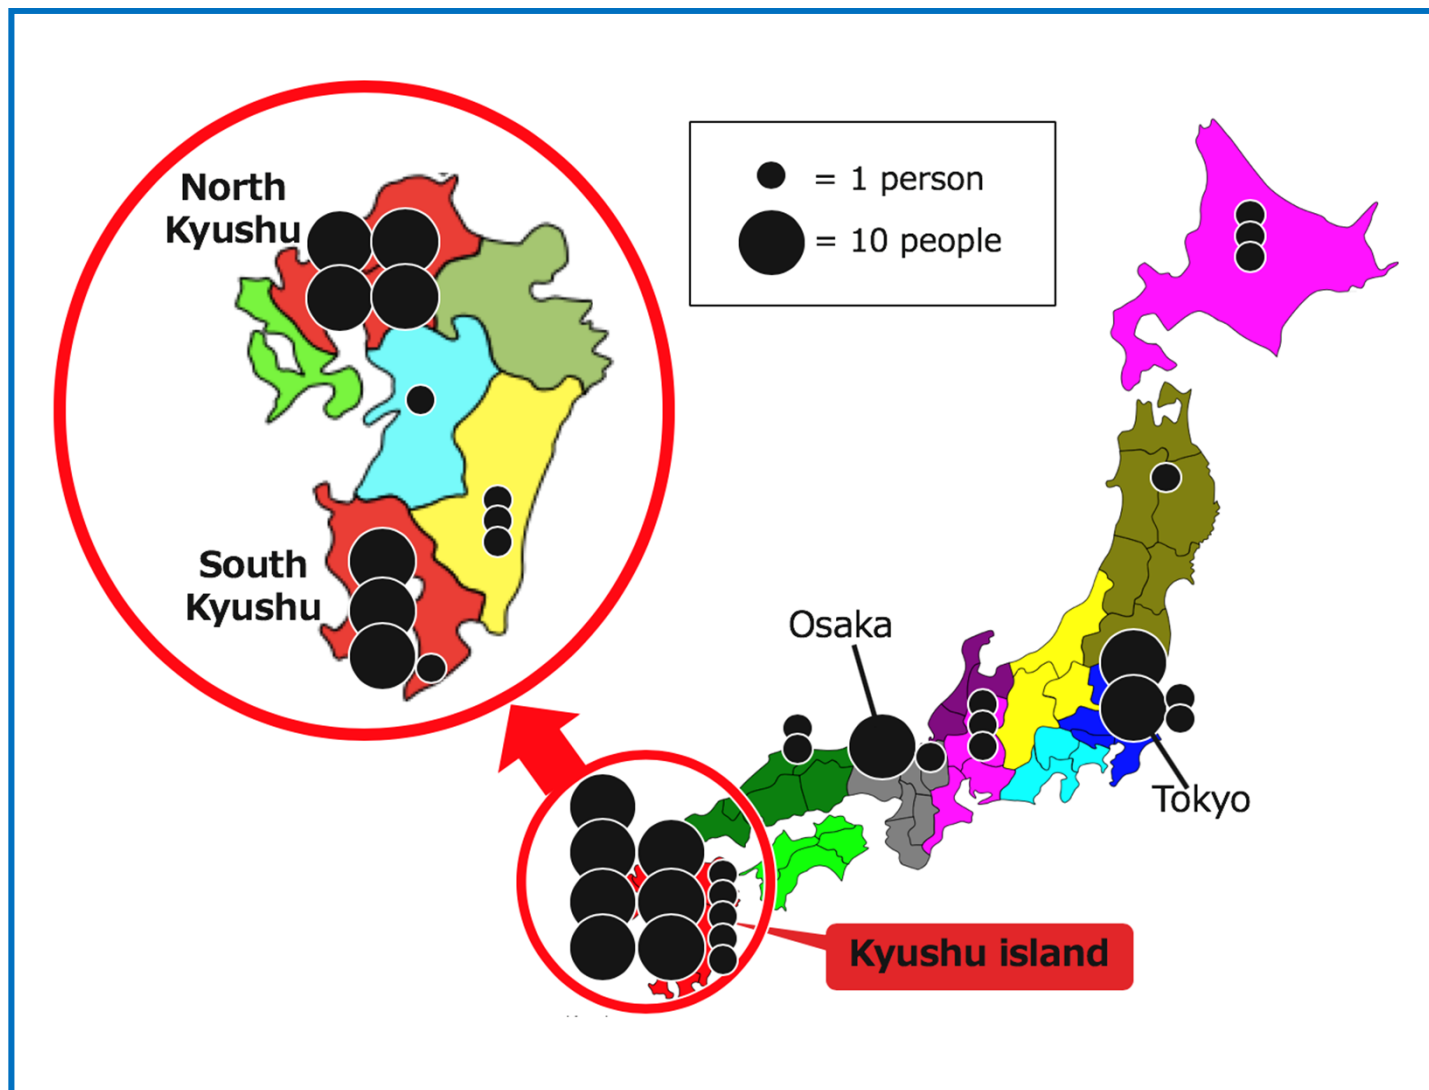 North
Kyushu
= 1 person
= 10 people
South
Kyushu
Osaka
Tokyo
Kyushu island